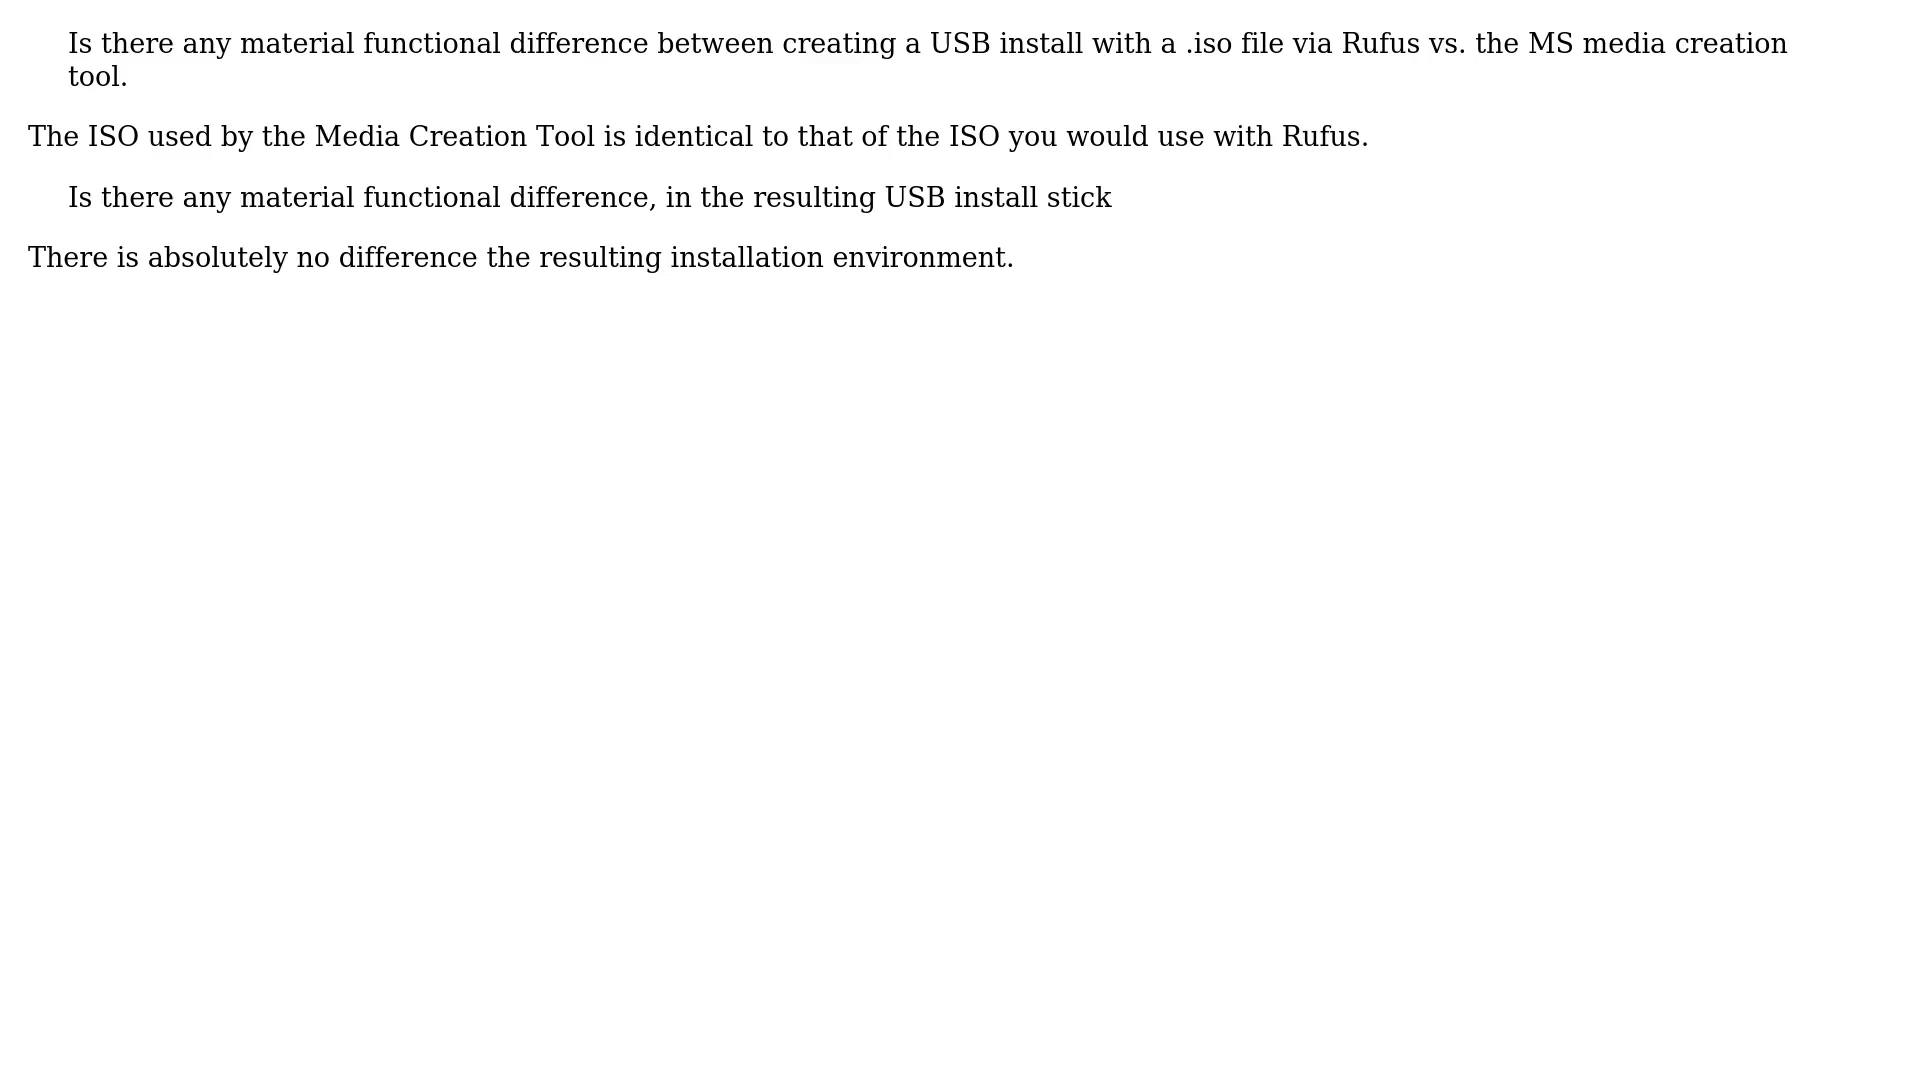 Is there any material functional difference between creating a USB install with a .iso file via Rufus vs. the MS media creation
tool.
The ISO used by the Media Creation Tool is identical to that of the ISO you would use with Rufus.
Is there any material functional difference, in the resulting USB install stick
There is absolutely no difference the resulting installation environment.